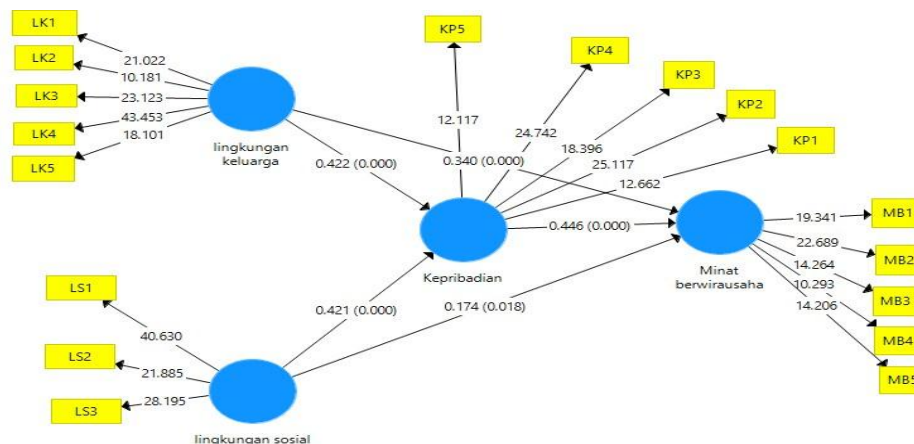 LK1
LK2
LK3
LK4
LK5
21.022
10.181
23.123
43.453
18.101
lingkungan
keluarga
KP5
KP4
KP3
KP2
KP1
12.117
24.742
18.396
25.117
12.662
0.422 (0.000)
0.340 (0.000)
0.446 (0.000)
Kepribadian
Minat
berwirausaha
MB1
MB2
MB3
MB4
MB5
19.341
22.689
14.264
10.293
14.206
0.421 (0.000)
0.174 (0.018)
LS1
LS2
LS3
40.630
21.885
28.195
lingkungan sosial